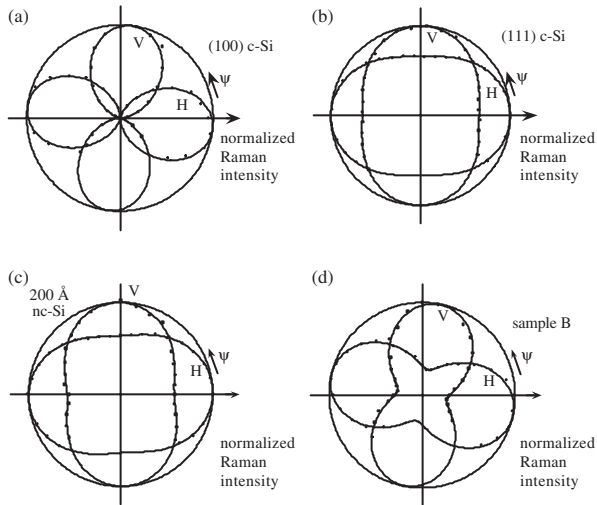 (a)
V
(100) c-Si
ψ
H
normalized
Raman
intensity
(b)
V
(111) c-Si
ψ
H
normalized
Raman
intensity
(c)
200 Å
nc-Si
V
ψ
H
normalized
Raman
intensity
(d)
V
sample B
ψ
H
normalized
Raman
intensity